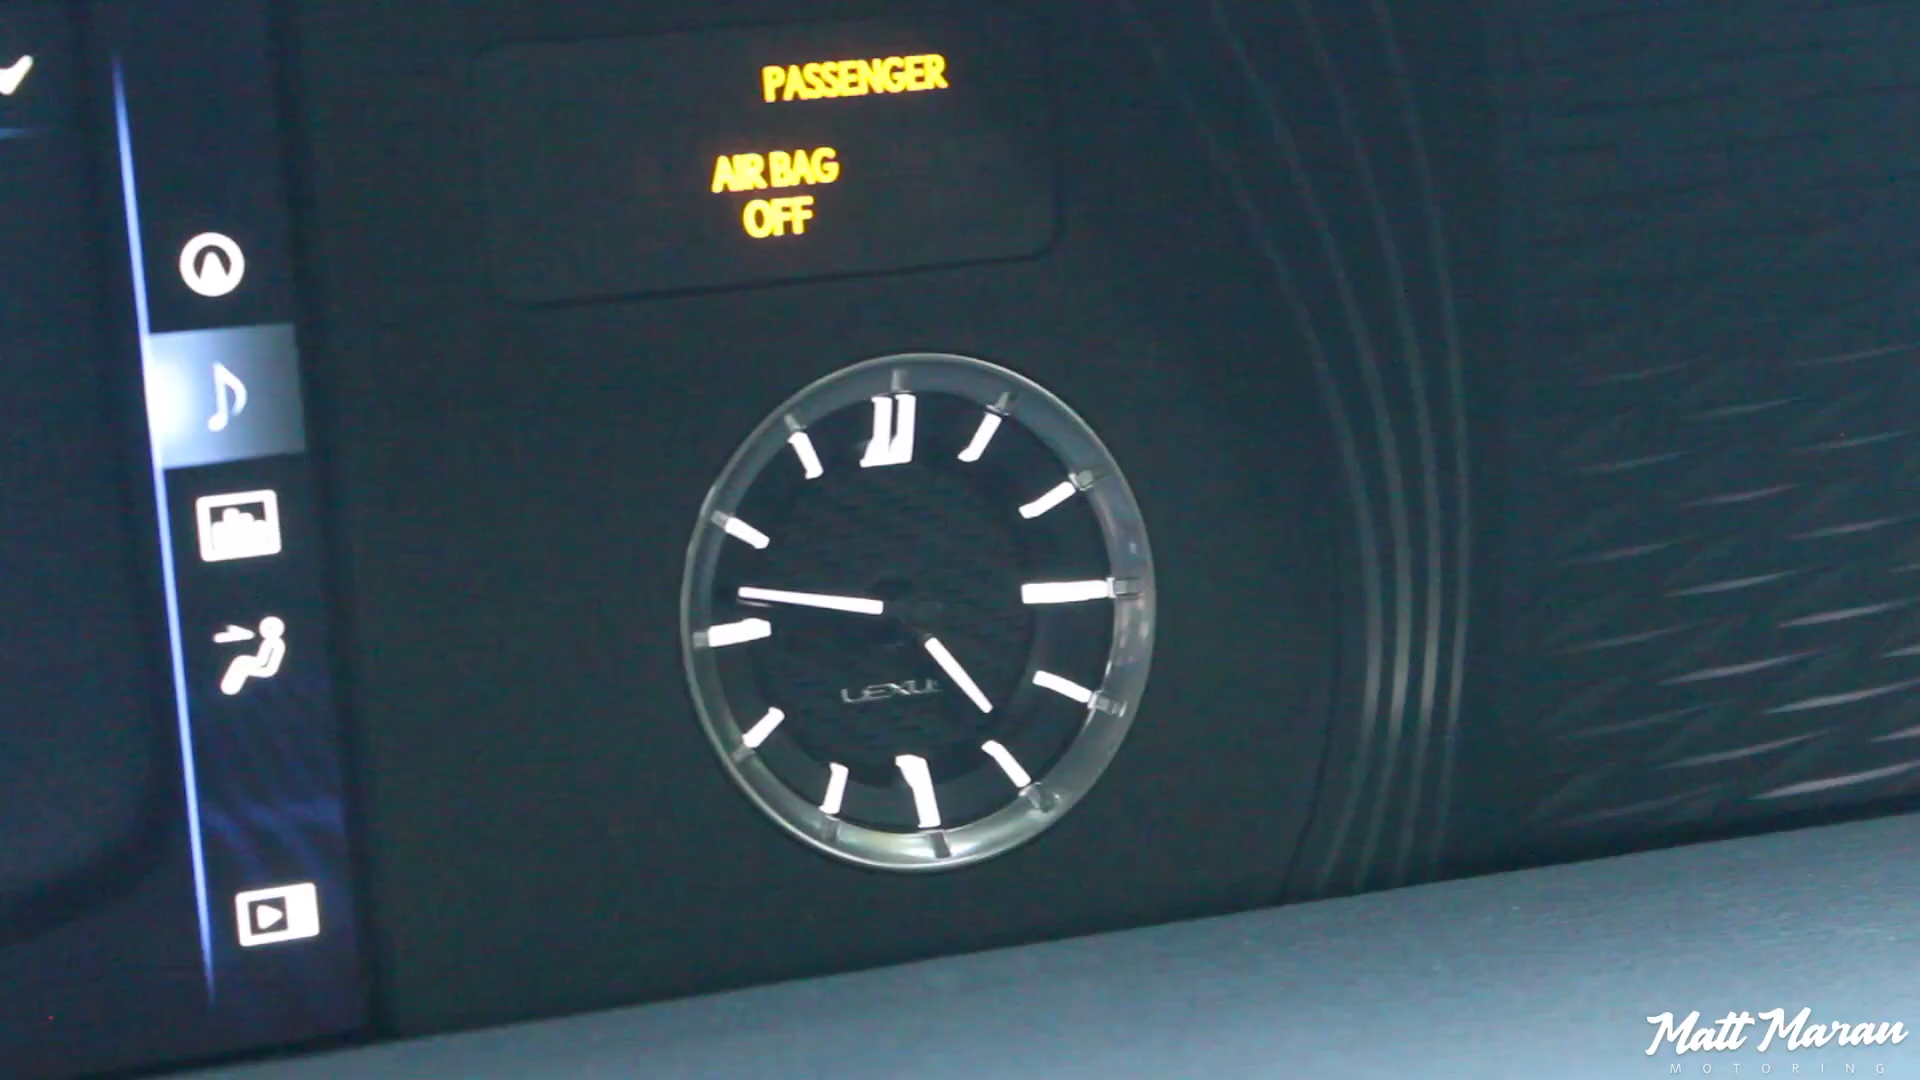 PASSENGER
AIR BAG
OFF
LEXUS
Matt Maran
MOTORING